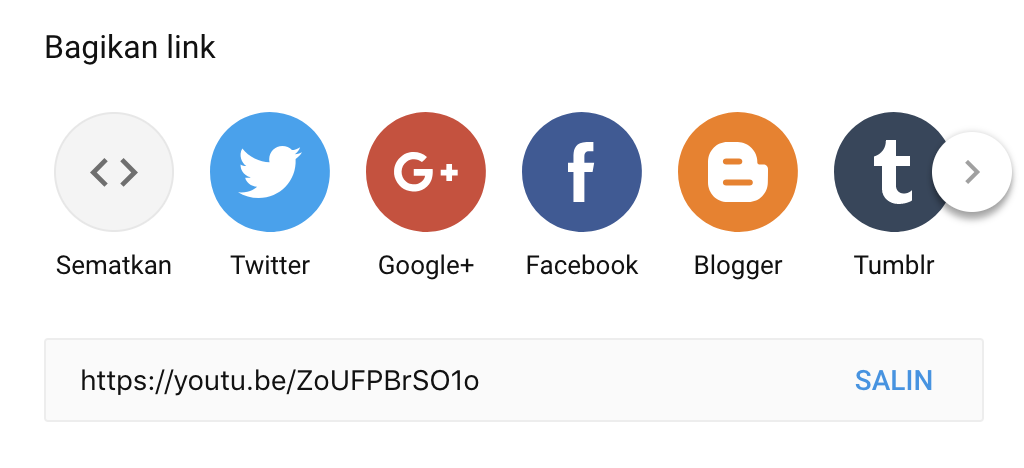 Bagikan link
Sematkan Twitter Google+ Facebook Blogger Tumblr
https://youtu.be/ZoUFPBrSO1o SALIN